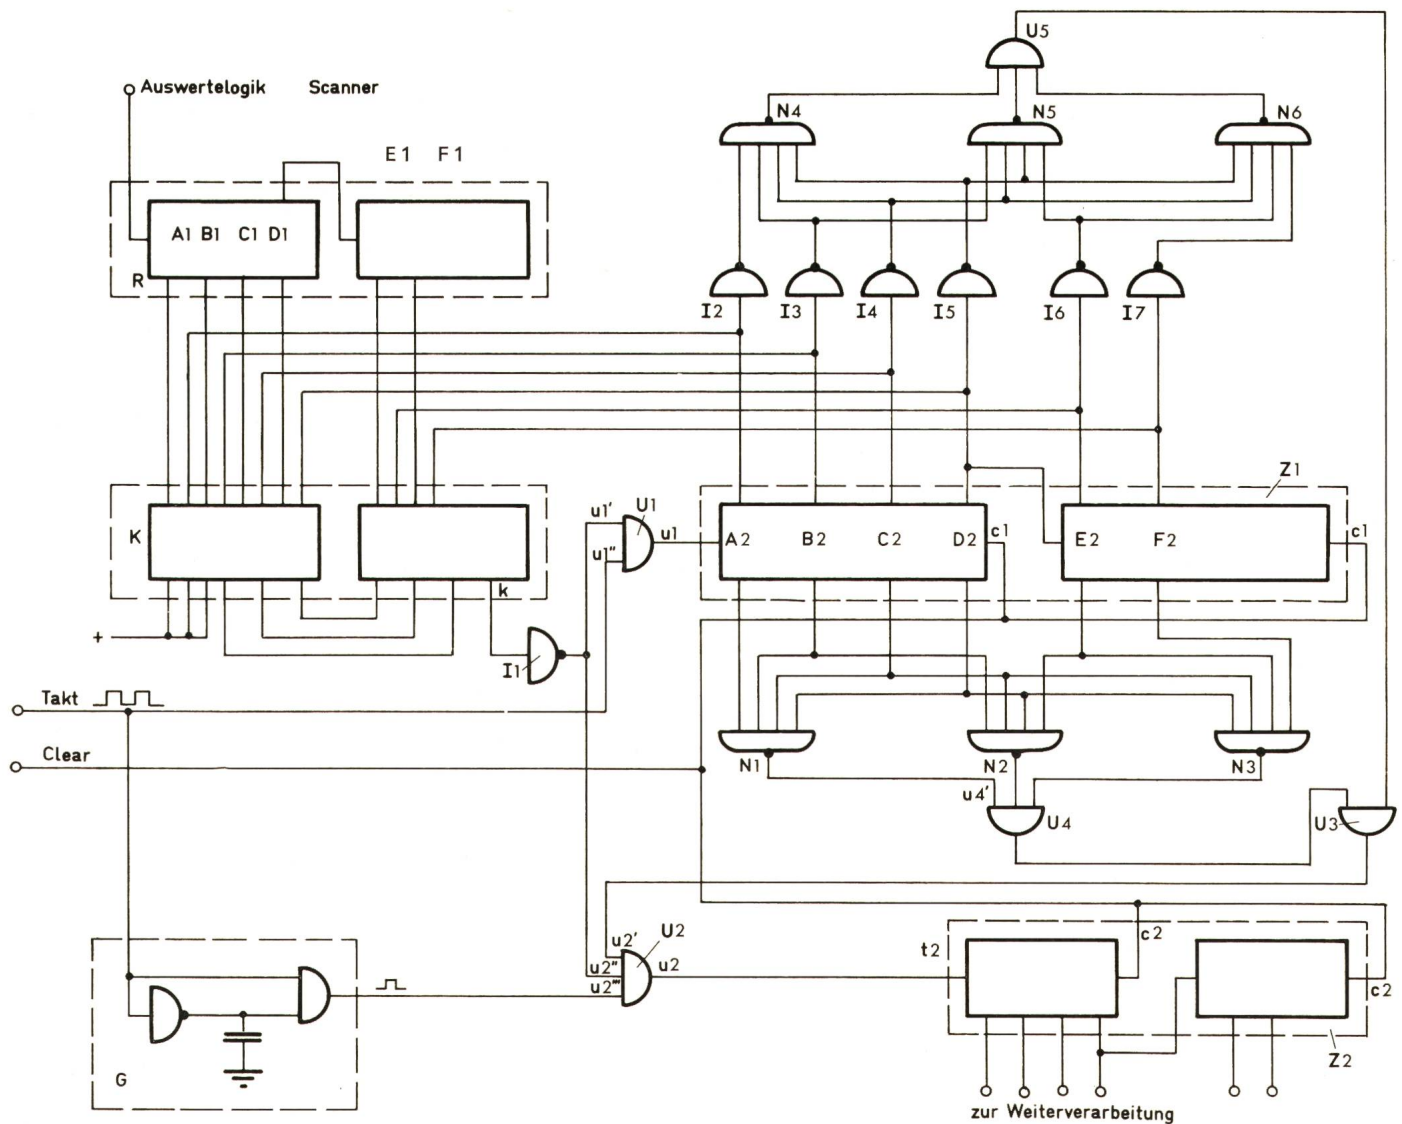 U5
Auswertelogik Scanner
N4 N5 N6
E1 F1
A1 B1 C1 D1
R
I2 I3 I4 I5 I6 I7
Z1
K
u1' U1
u1 A2 B2 C2 D2 c1 E2 F2 c1
u1''
k
+
I1
Takt
Clear
N1 N2 N3
u4' U4 U3
u2' U2
t2 c2
u2'' u2
u2''' c2
Z2
G
zur Weiterverarbeitung